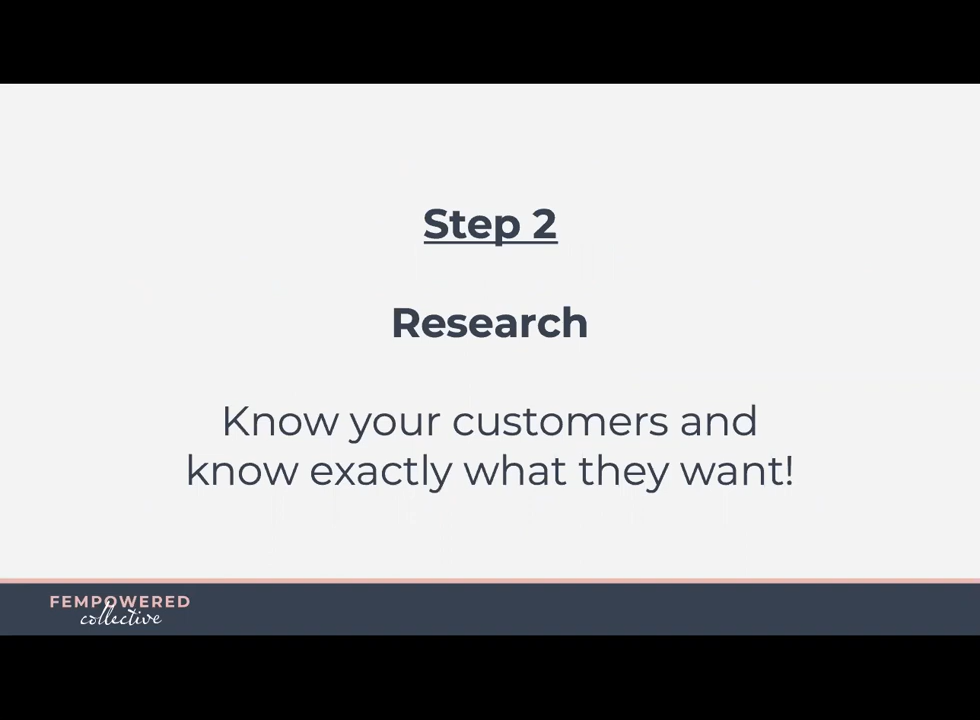 Step 2
Research
Know your customers and
know exactly what they want!
FEMPOWERED
collective